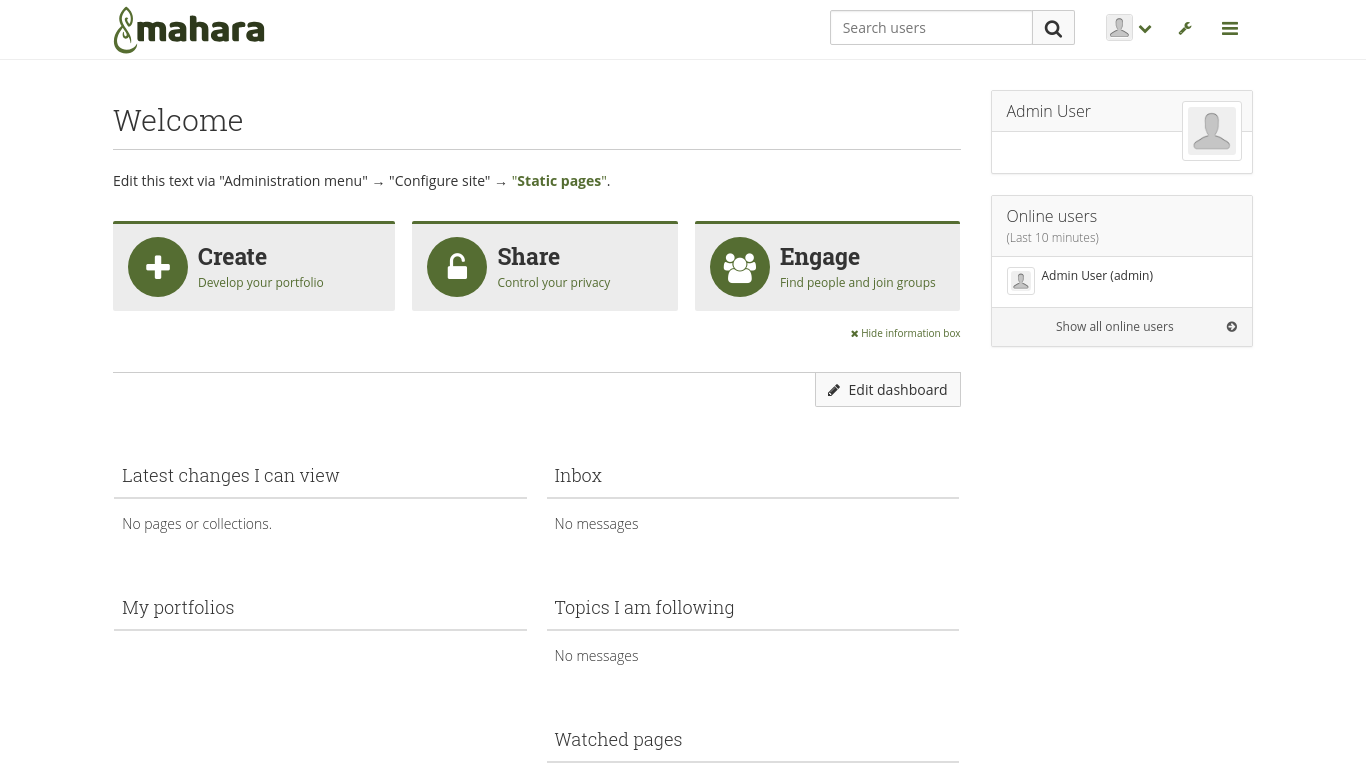 mahara
Search users
Welcome
Edit this text via "Administration menu" → "Configure site" → "Static pages".
Create
Develop your portfolio
Share
Control your privacy
Engage
Find people and join groups
Hide information box
Edit dashboard
Latest changes I can view
No pages or collections.
Inbox
No messages
My portfolios
Topics I am following
No messages
Watched pages
Admin User
Online users
(Last 10 minutes)
Admin User (admin)
Show all online users